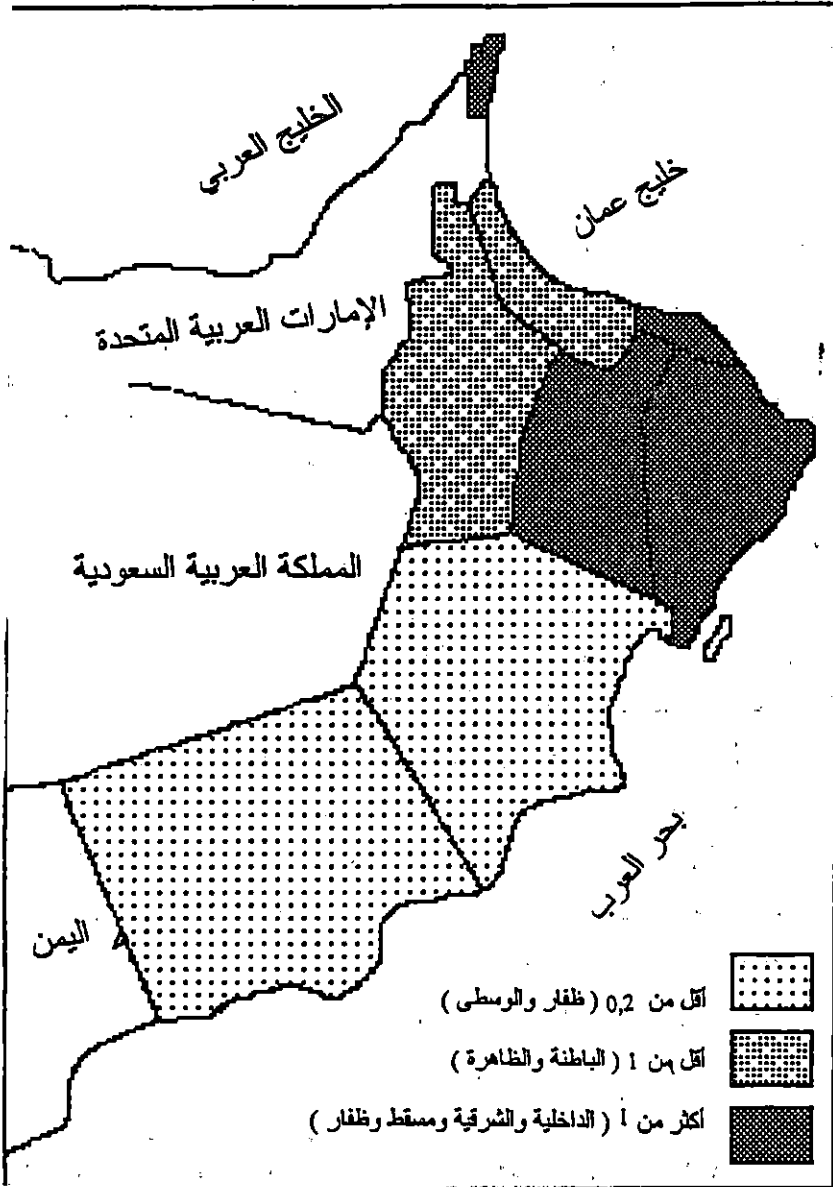 الخليج العربي
خليج عمان
الإمارات العربية المتحدة
المملكة العربية السعودية
بحر العرب
اليمن
أقل من 0,2 ( ظفار والوسطى )
أقل من 1 ( الباطنة والظاهرة )
أكثر من 1 ( الداخلية والشرقية ومسقط وظفار )